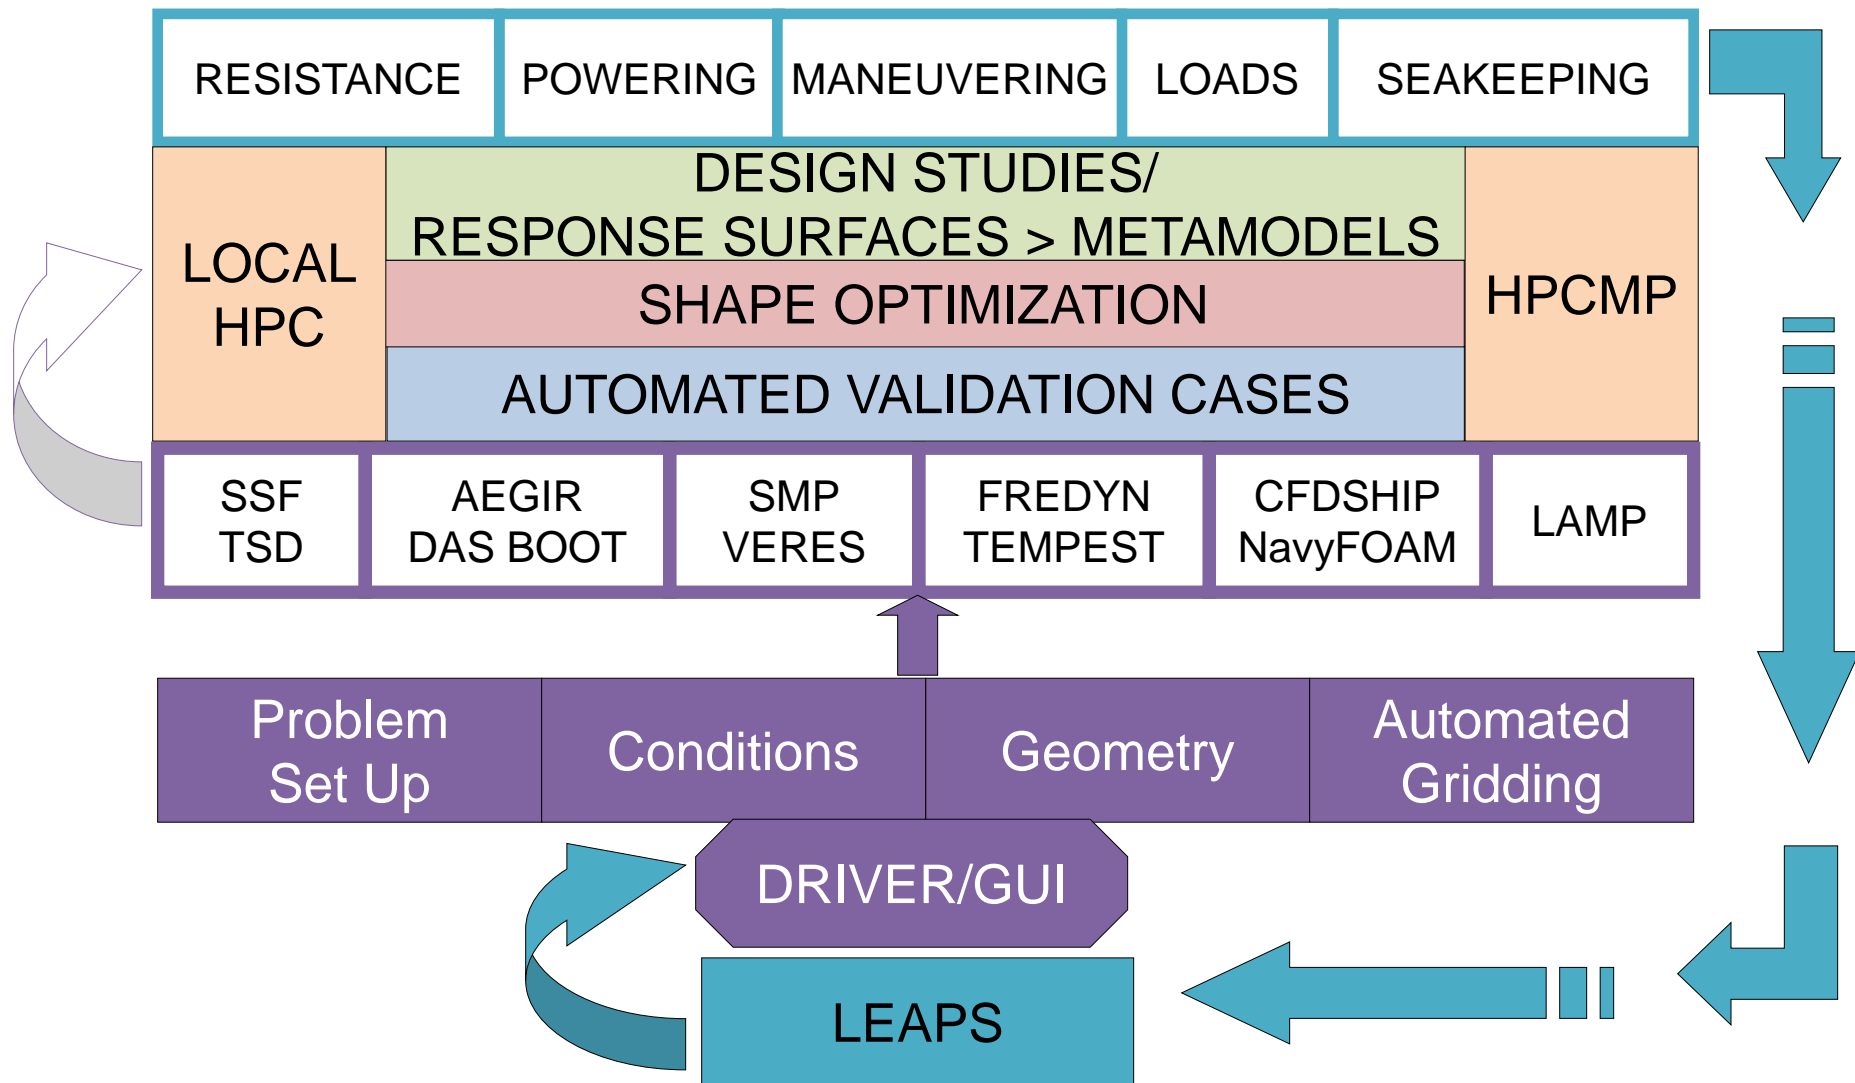 RESISTANCE
POWERING
MANEUVERING
LOADS
SEAKEEPING
LOCAL
HPC
DESIGN STUDIES/
RESPONSE SURFACES > METAMODELS
SHAPE OPTIMIZATION
AUTOMATED VALIDATION CASES
HPCMP
SSF
TSD
AEGIR
DAS BOOT
SMP
VERES
FREDYN
TEMPEST
CFDSHIP
NavyFOAM
LAMP
Problem
Set Up
Conditions
Geometry
Automated
Gridding
DRIVER/GUI
LEAPS